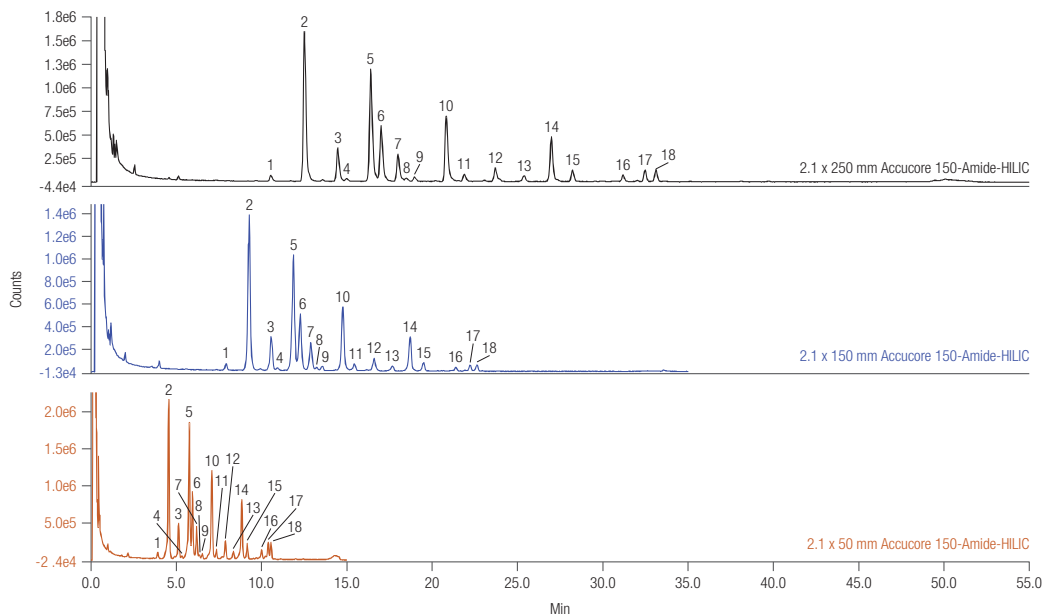 1.8e6
1.5e6
1.3e6
1.0e6
7.5e5
5.0e5
2.5e5
-4.4e4
1
2
3
4
5
6
7
8
9
10
11
12
13
14
15
16
17
18
2.1 x 250 mm Accucore 150-Amide-HILIC
Counts
1.4e6
1.2e6
1.0e6
8.0e5
6.0e5
4.0e5
2.0e5
-1.3e4
1
2
3
4
5
6
7
8
9
10
11
12
13
14
15
16
17
18
2.1 x 150 mm Accucore 150-Amide-HILIC
2.0e6
1.5e6
1.0e6
5.0e5
-2.4e4
1
2
3
4
5
6
7
8
9
10
11
12
13
14
15
16
17
18
2.1 x 50 mm Accucore 150-Amide-HILIC
0.0 5.0 10.0 15.0 20.0 25.0 30.0 35.0 40.0 45.0 50.0 55.0
Min